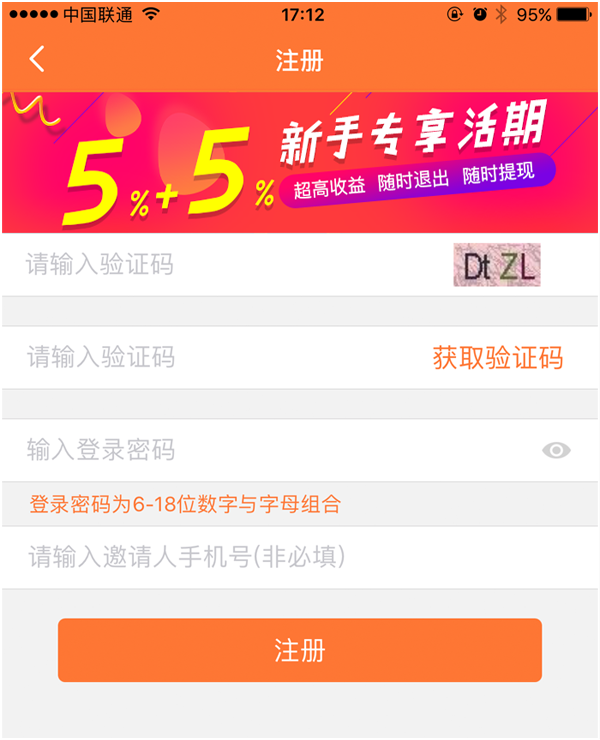 中国联通 17:12 95%
注册
5%+5% 新手专享活期
超高收益 随时退出 随时提现
请输入验证码 Dt ZL
请输入验证码 获取验证码
输入登录密码
登录密码为6-18位数字与字母组合
请输入邀请人手机号(非必填)
注册